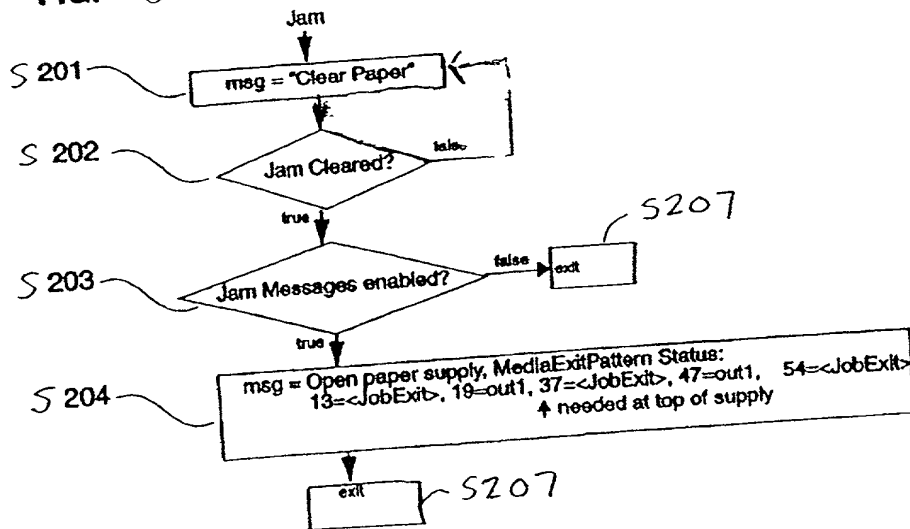 Jam
S 201
msg = "Clear Paper"
S 202
Jam Cleared?
false
true
S207
S 203
Jam Messages enabled?
false
exit
true
S 204
msg = Open paper supply, MediaExitPattern Status:
13=<JobExit>, 19=out1, 37=<JobExit>, 47=out1, 54=<JobExit>
↑ needed at top of supply
exit
S207